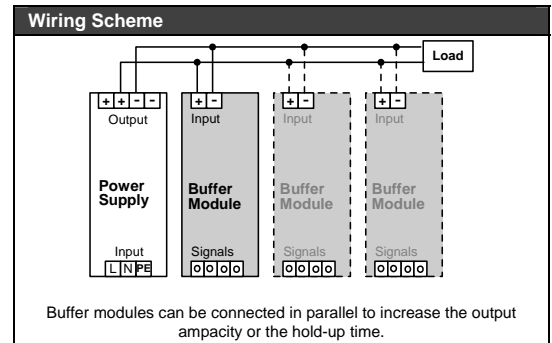 Wiring Scheme
Load
+ + - -
+ -
+ -
+ -
Output
Input
Input
Input
Power
Supply
Buffer
Module
Buffer
Module
Buffer
Module
Input
Signals
Signals
Signals
L N PE
o o o o
o o o o
o o o o
Buffer modules can be connected in parallel to increase the output
ampacity or the hold-up time.